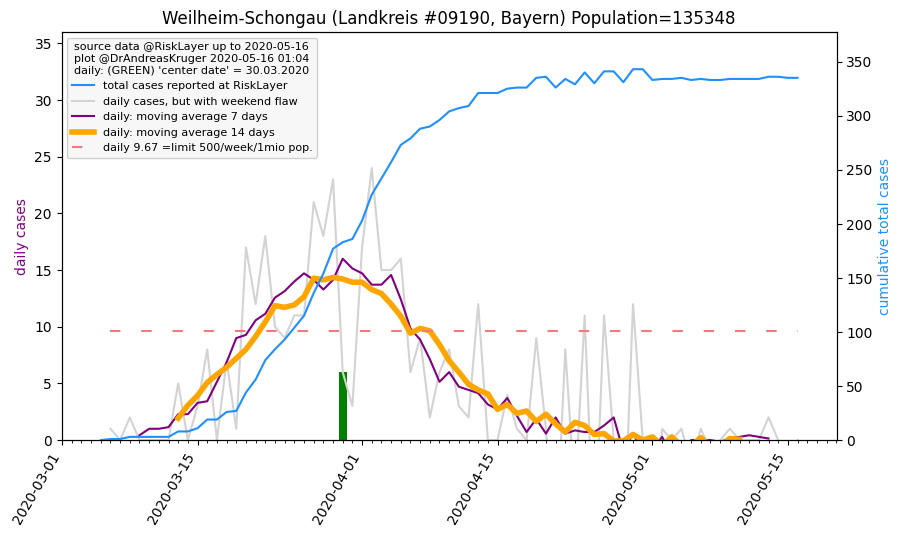 Weilheim-Schongau (Landkreis #09190, Bayern) Population=135348
source data @RiskLayer up to 2020-05-16
plot @DrAndreasKruger 2020-05-16 01:04
daily: (GREEN) 'center date' = 30.03.2020
total cases reported at RiskLayer
daily cases, but with weekend flaw
daily: moving average 7 days
daily: moving average 14 days
daily 9.67 =limit 500/week/1mio pop.
daily cases
35
30
25
20
15
10
5
0
cumulative total cases
350
300
250
200
150
100
50
0
2020-03-01
2020-03-15
2020-04-01
2020-04-15
2020-05-01
2020-05-15